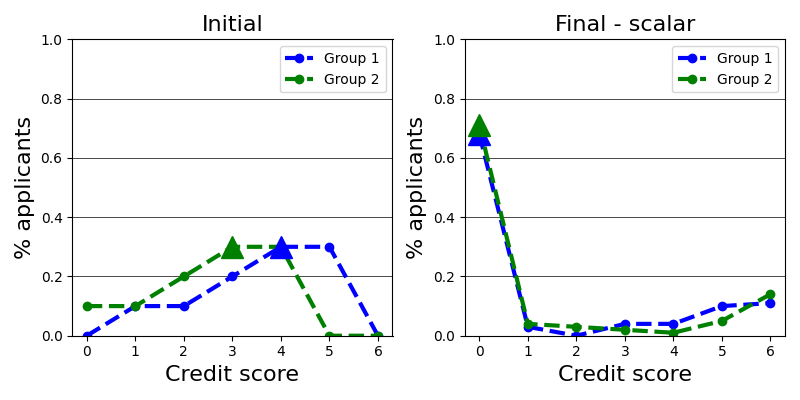 Initial
% applicants
1.0
0.8
0.6
0.4
0.2
0.0
Group 1
Group 2
0 1 2 3 4 5 6
Credit score
Final - scalar
% applicants
1.0
0.8
0.6
0.4
0.2
0.0
Group 1
Group 2
0 1 2 3 4 5 6
Credit score